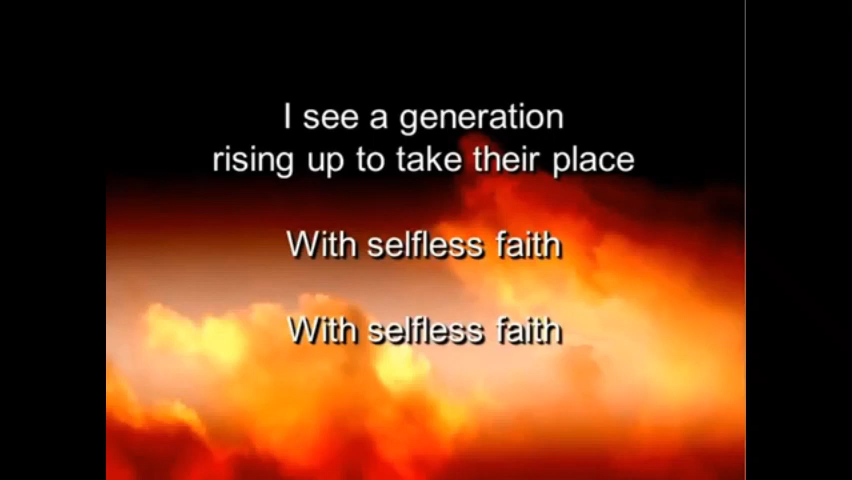 I see a generation
rising up to take their place
With selfless faith
With selfless faith